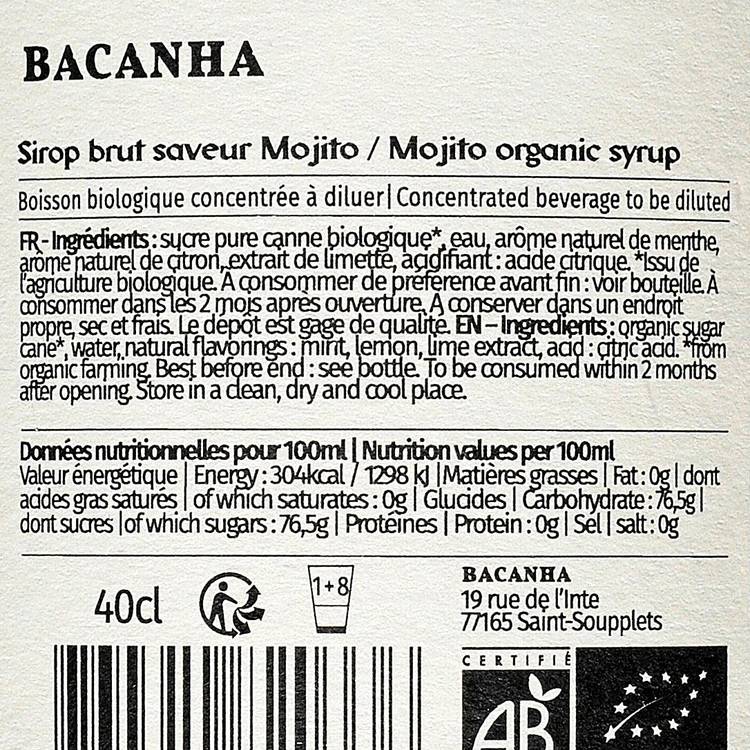 BACANHA
Sirop brut saveur Mojito / Mojito organic syrup
Boisson biologique concentrée à diluer | Concentrated beverage to be diluted
FR - Ingrédients : sucre pure canne biologique*, eau, arôme naturel de menthe,
arôme naturel de citron, extrait de limette, acidifiant : acide citrique. *Issu de
l'agriculture biologique. À consommer de préférence avant fin : voir bouteille. À
consommer dans les 2 mois après ouverture. À conserver dans un endroit
propre, sec et frais. Le dépôt est gage de qualité. EN – Ingredients : organic sugar
cane*, water, natural flavorings : mint, lemon, lime extract, acid : citric acid. *from
organic farming. Best before end : see bottle. To be consumed within 2 months
after opening. Store in a clean, dry and cool place.
Données nutritionnelles pour 100ml | Nutrition values per 100ml
Valeur énergétique | Energy : 304kcal / 1298 kJ | Matières grasses | Fat : 0g | dont
acides gras saturés | of which saturates : 0g | Glucides | Carbohydrate : 76,5g |
dont sucres | of which sugars : 76,5g | Protéines | Protein : 0g | Sel | salt : 0g
40cl
1+8
BACANHA
19 rue de l'Inte
77165 Saint-Soupplets
CERTIFIÉ
AB